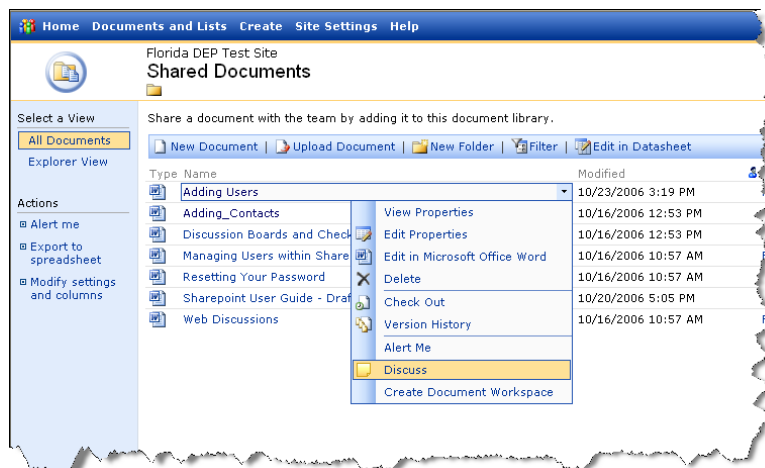 Home Documents and Lists Create Site Settings Help
Florida DEP Test Site
Shared Documents
Select a View
All Documents
Explorer View
Actions
Alert me
Export to
spreadsheet
Modify settings
and columns
Share a document with the team by adding it to this document library.
New Document | Upload Document | New Folder | Filter | Edit in Datasheet
Type Name Modified
Adding Users 10/23/2006 3:19 PM
Adding_Contacts 10/16/2006 12:53 PM
Discussion Boards and Check 10/16/2006 12:53 PM
Managing Users within Share 10/16/2006 10:57 AM
Resetting Your Password 10/16/2006 10:57 AM
Sharepoint User Guide - Draf 10/20/2006 5:05 PM
Web Discussions 10/16/2006 10:57 AM
View Properties
Edit Properties
Edit in Microsoft Office Word
Delete
Check Out
Version History
Alert Me
Discuss
Create Document Workspace